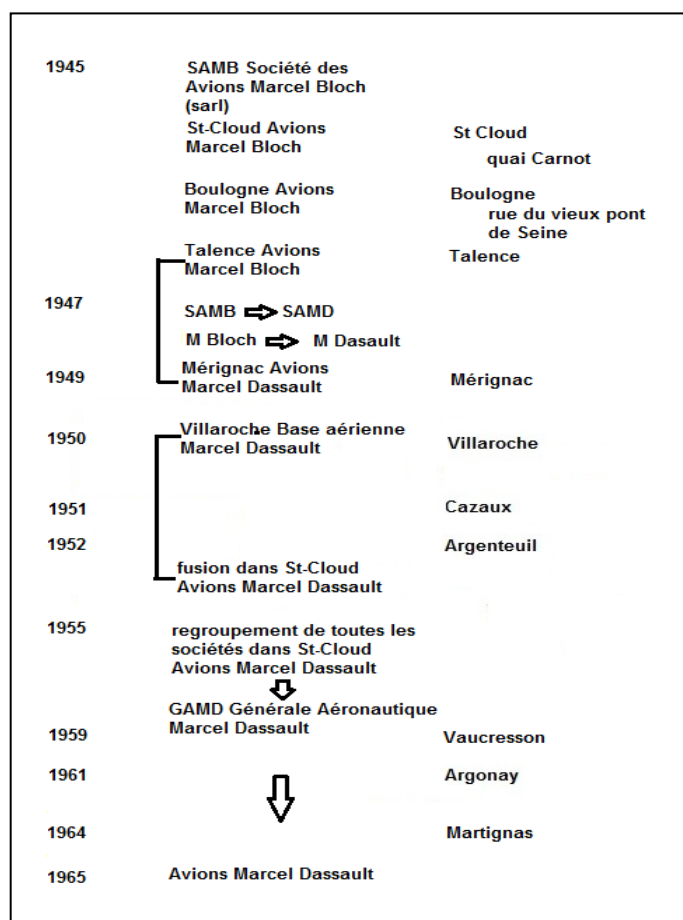 1945 SAMB Société des
Avions Marcel Bloch
(sarl)
St-Cloud Avions St Cloud
Marcel Bloch quai Carnot
Boulogne Avions Boulogne
Marcel Bloch rue du vieux pont
de Seine
Talence Avions Talence
Marcel Bloch
1947 SAMB SAMD
M Bloch M Dasault
Mérignac Avions
1949 Marcel Dassault Mérignac
Villaroche Base aérienne
1950 Marcel Dassault Villaroche
1951 Cazaux
1952 Argenteuil
fusion dans St-Cloud
Avions Marcel Dassault
1955 regroupement de toutes les
sociétés dans St-Cloud
Avions Marcel Dassault
GAMD Générale Aéronautique
Marcel Dassault
1959 Vaucresson
1961 Argonay
1964 Martignas
1965 Avions Marcel Dassault